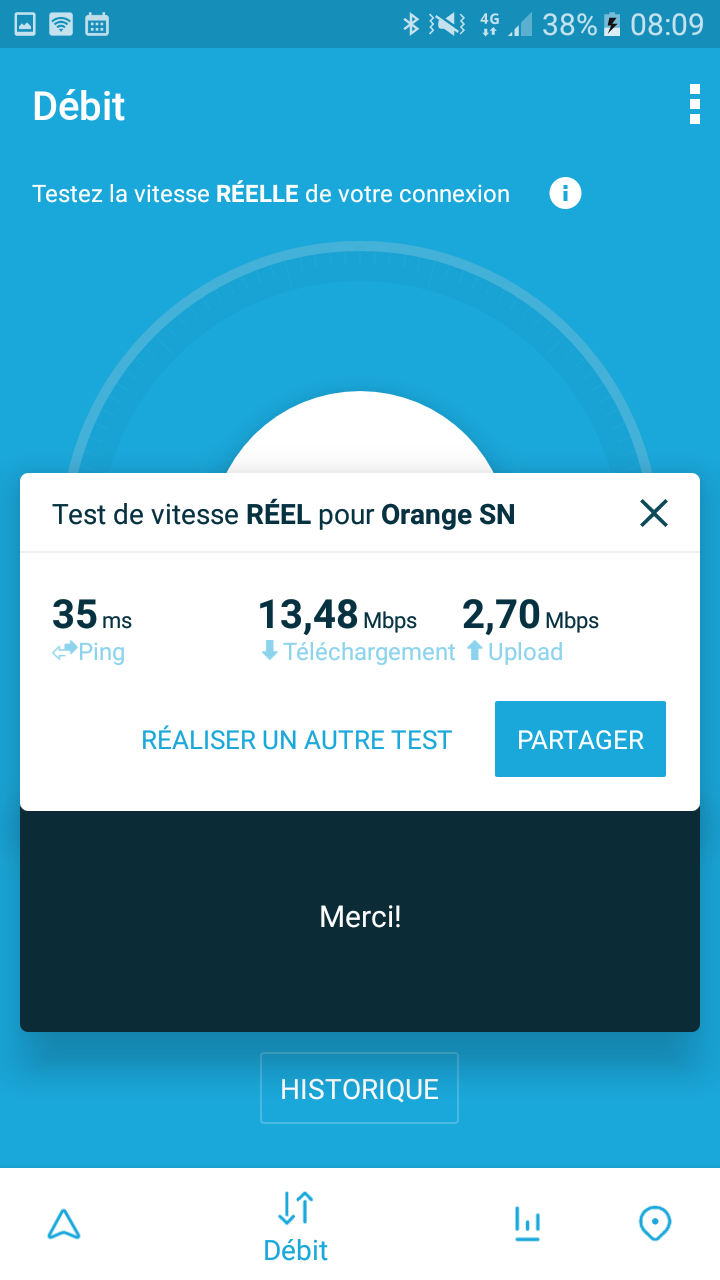 4G 38% 08:09
Débit
Testez la vitesse RÉELLE de votre connexion
Test de vitesse RÉEL pour Orange SN
35 ms 13,48 Mbps 2,70 Mbps
Ping Téléchargement Upload
RÉALISER UN AUTRE TEST PARTAGER
Merci!
HISTORIQUE
Débit